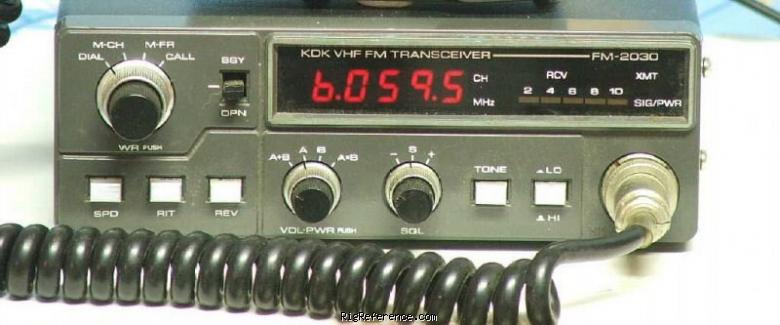 KDK VHF FM TRANSCEIVER FM-2030
M-CH M-FR
DIAL CALL
BSY
OPN
WR PUSH
6.059.5 CH
MHz
RCV XMT
2 4 6 8 10
SIG/PWR
A B
A+B A×B
- S +
TONE LO
HI
SPD RIT REV
VOL-PWR PUSH SQL
RigReference.com